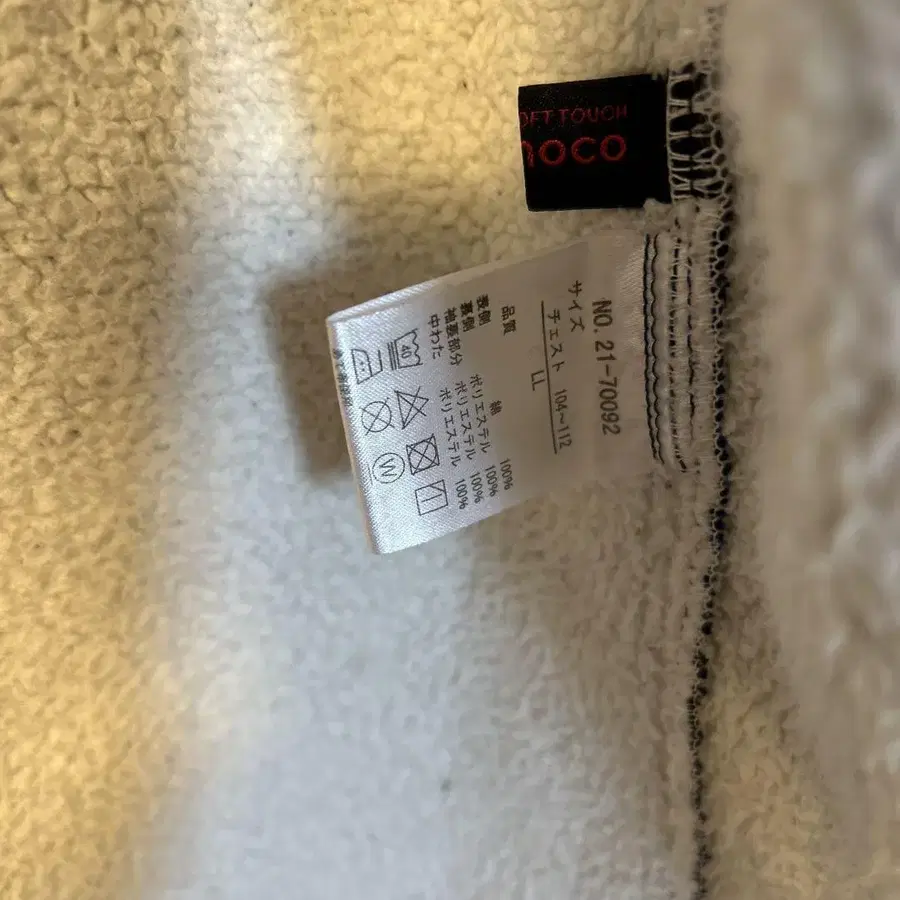 OFT TOUCH
moco
NO. 21-70092
サイズ
チェスト 104~112
LL
品質
表側 綿 100%
裏側 ポリエステル 100%
袖裏部分 ポリエステル 100%
中わた ポリエステル 100%
40
W